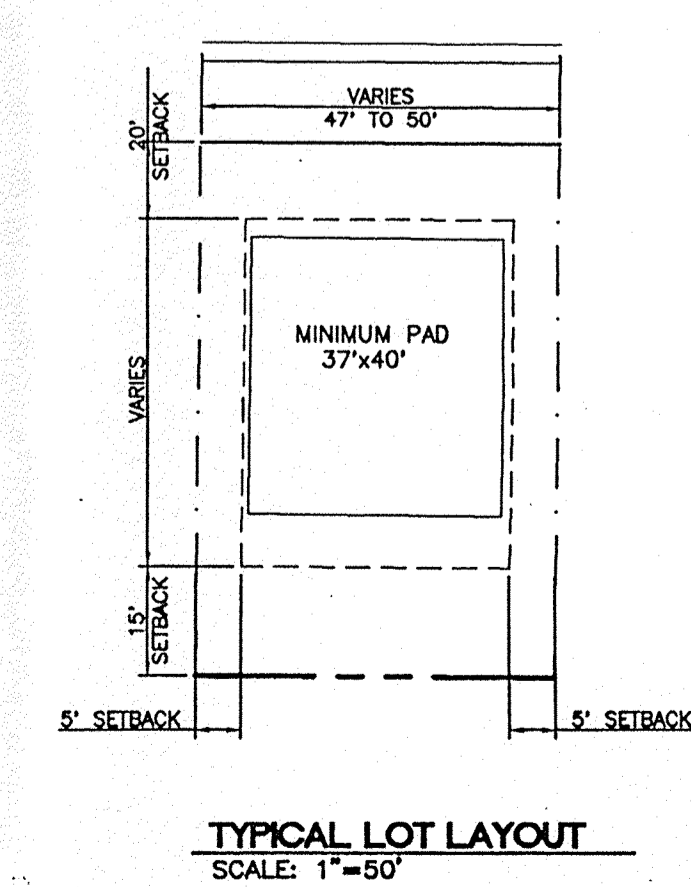 VARIES
47' TO 50'
20'
SETBACK
MINIMUM PAD
37'x40'
VARIES
15'
SETBACK
5' SETBACK
5' SETBACK
TYPICAL LOT LAYOUT
SCALE: 1"=50'